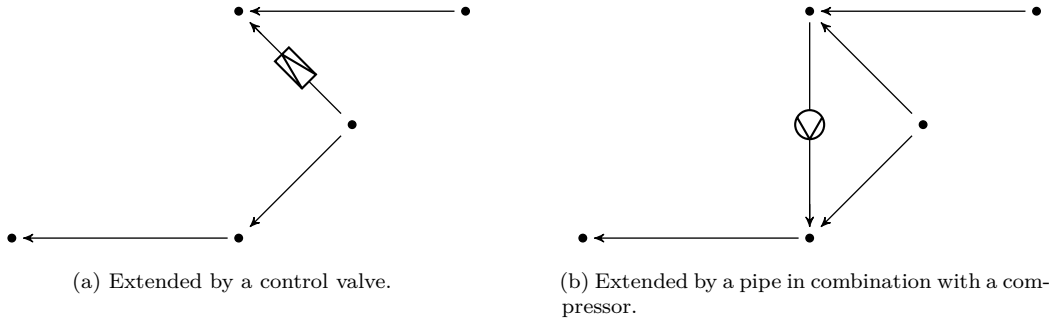 (a) Extended by a control valve.
(b) Extended by a pipe in combination with a com-
pressor.